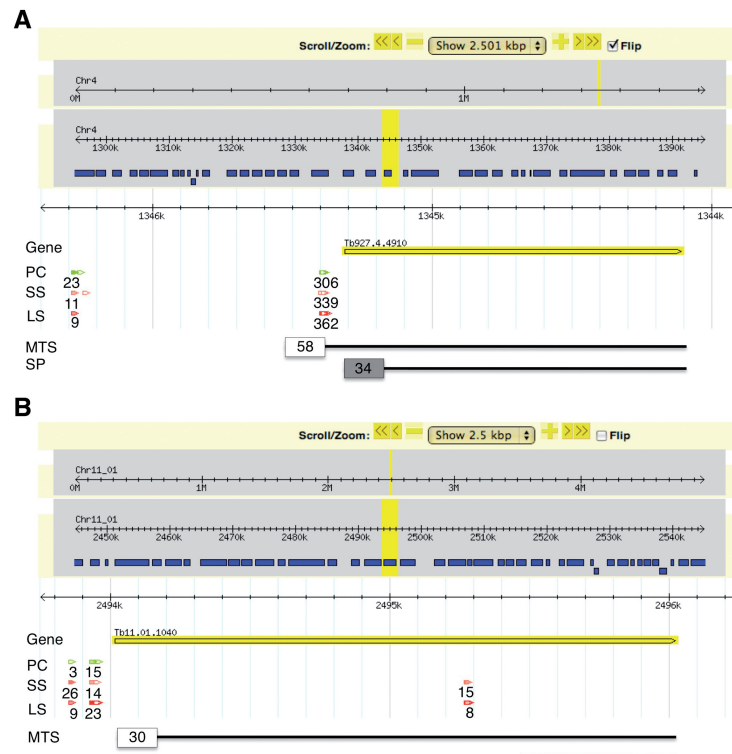 A
Scroll/Zoom: << < Show 2.501 kbp > >> Flip
Chr4
0M 1M
Chr4
1300k 1310k 1320k 1330k 1340k 1350k 1360k 1370k 1380k 1390k
1346k 1345k 1344k
Gene Tb927.4.4910
PC
23 306
SS
11 339
LS
9 362
MTS 58
SP 34
B
Scroll/Zoom: << < Show 2.5 kbp > >> Flip
Chr11_01
0M 1M 2M 3M 4M
Chr11_01
2450k 2460k 2470k 2480k 2490k 2500k 2510k 2520k 2530k 2540k
2494k 2495k 2496k
Gene Tb11.01.1040
PC
3 15
SS
26 14 15
LS
9 23 8
MTS 30